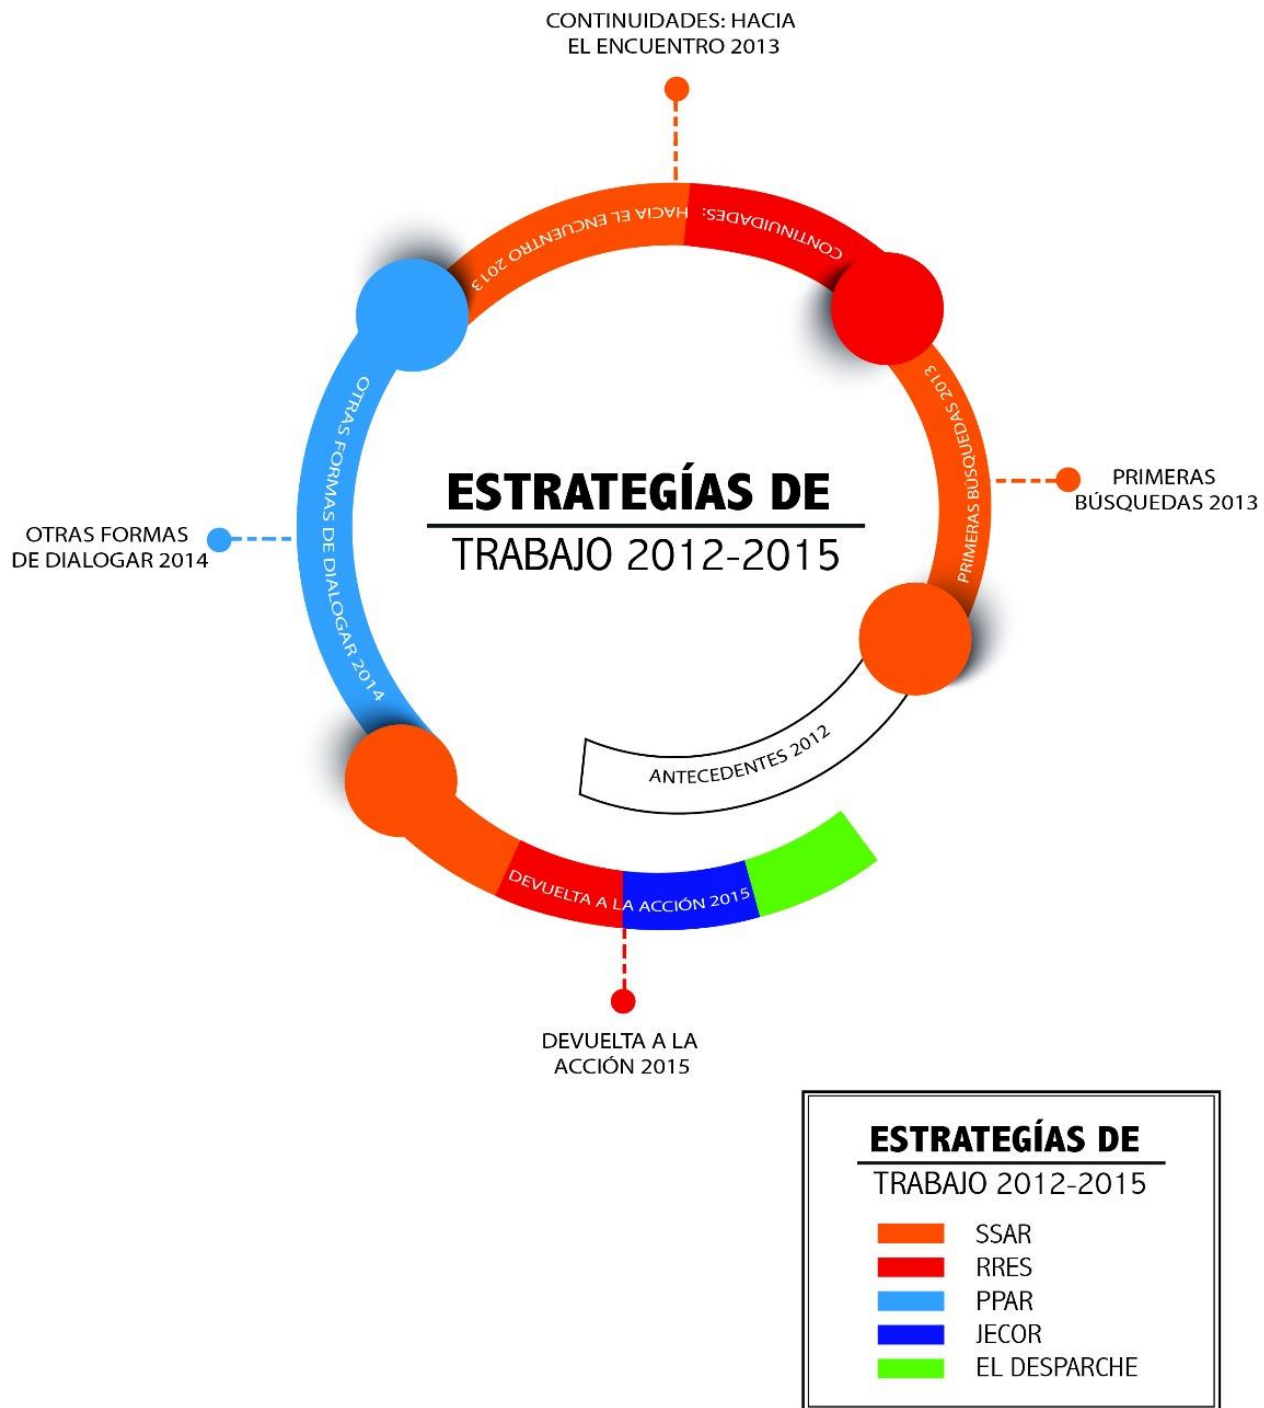 CONTINUIDADES: HACIA
EL ENCUENTRO 2013
CONTINUIDADES:
HACIA EL ENCUENTRO 2013
PRIMERAS BÚSQUEDAS 2013
PRIMERAS
BÚSQUEDAS 2013
OTRAS FORMAS DE DIALOGAR 2014
OTRAS FORMAS
DE DIALOGAR 2014
ESTRATEGÍAS DE
TRABAJO 2012-2015
ANTECEDENTES 2012
DEVUELTA A LA ACCIÓN 2015
DEVUELTA A LA
ACCIÓN 2015
ESTRATEGÍAS DE
TRABAJO 2012-2015
SSAR
RRES
PPAR
JECOR
EL DESPARCHE